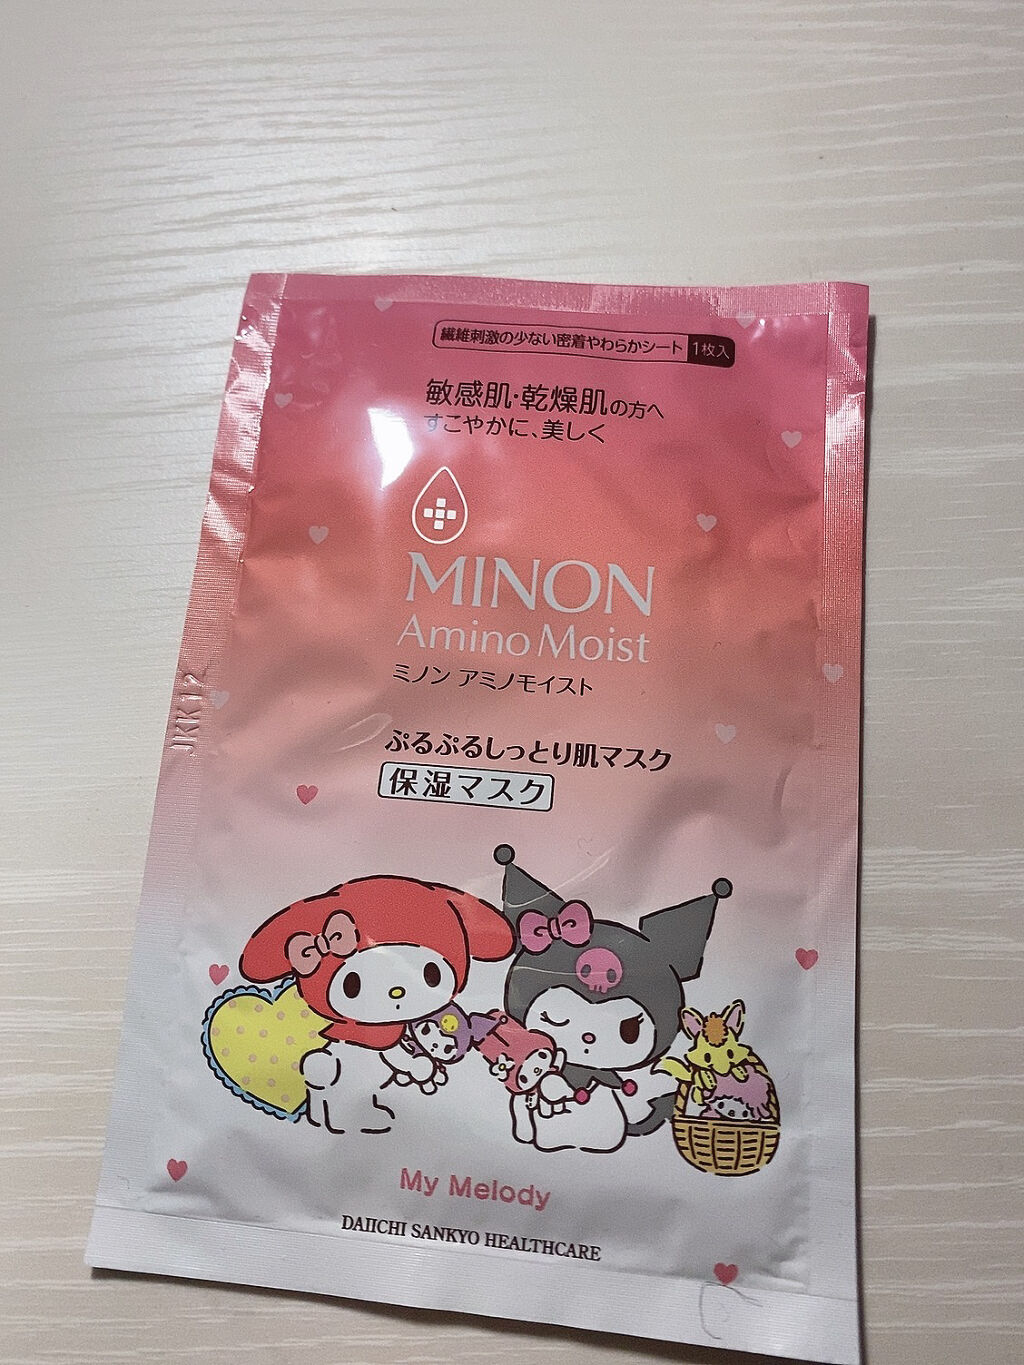 繊維刺激の少ない密着やわらかシート 1枚入
敏感肌・乾燥肌の方へ
すこやかに、美しく
MINON
Amino Moist
ミノン アミノモイスト
ぷるぷるしっとり肌マスク
保湿マスク
JKK12
My Melody
DAIICHI SANKYO HEALTHCARE